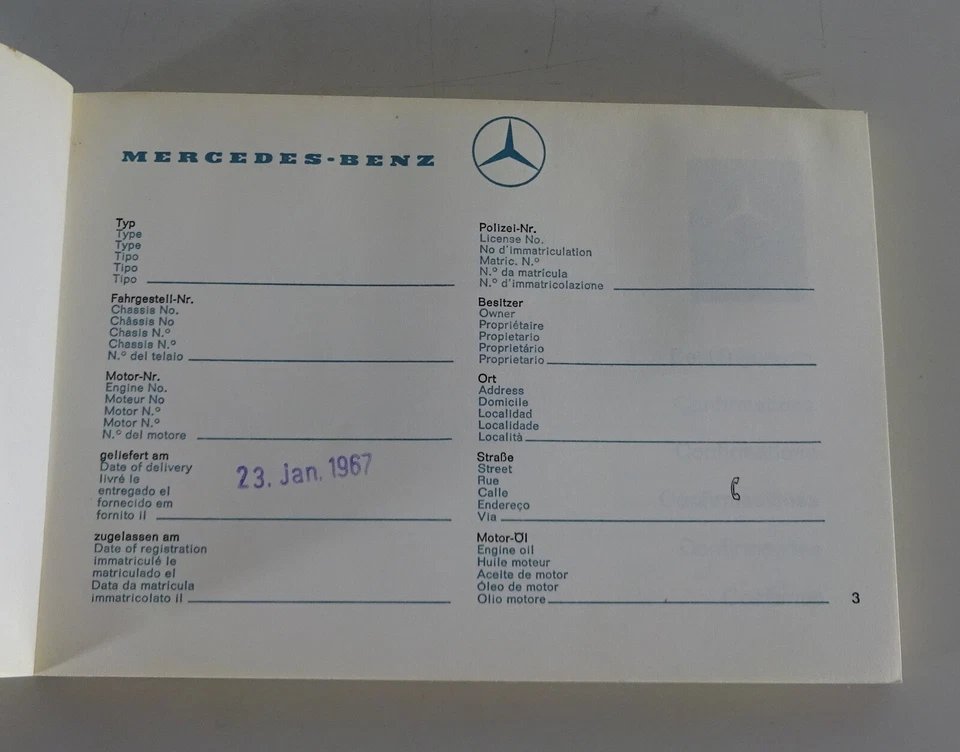 MERCEDES-BENZ
Typ
Type
Type
Tipo
Tipo
Tipo
Fahrgestell-Nr.
Chassis No.
Châssis No
Chasis N.º
Chassis N.º
N.º del telaio
Motor-Nr.
Engine No.
Moteur No
Motor N.º
Motor N.º
N.º del motore
geliefert am
Date of delivery
livré le
entregado el
fornecido em
fornito il
23. Jan. 1967
zugelassen am
Date of registration
immatriculé le
matriculado el
Data da matrícula
immatricolato il
Polizei-Nr.
License No.
No d'immatriculation
Matric. N.º
N.º da matrícula
N.º d'immatricolazione
Besitzer
Owner
Propriétaire
Propietario
Proprietário
Proprietario
Ort
Address
Domicile
Localidad
Localidade
Località
Straße
Street
Rue
Calle
Endereço
Via
Motor-Öl
Engine oil
Huile moteur
Aceite de motor
Óleo de motor
Olio motore
3